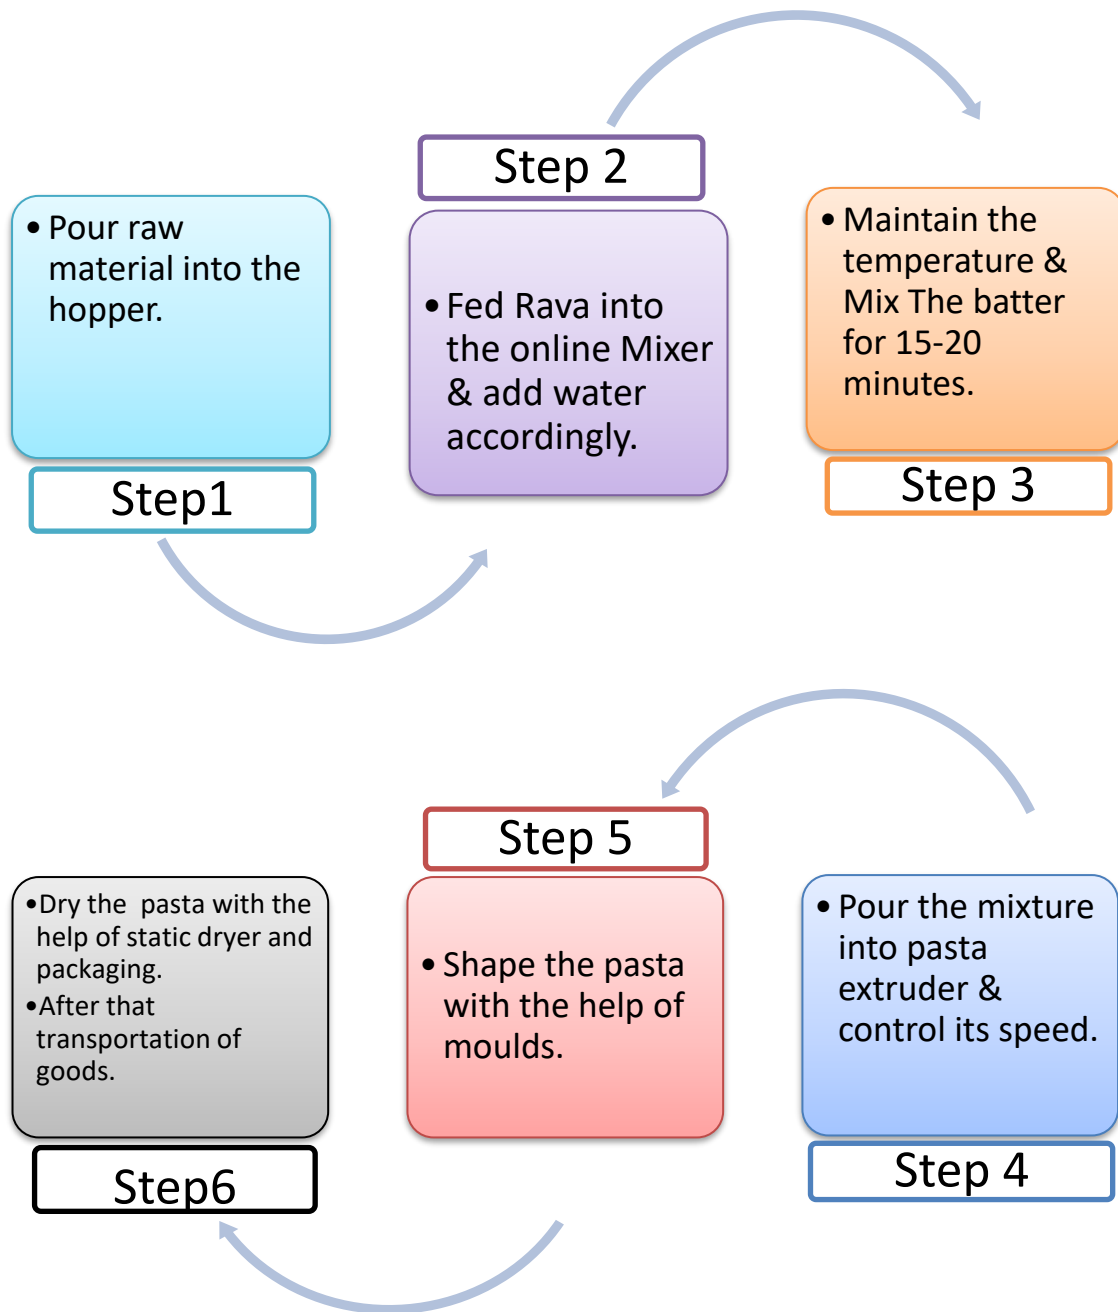 • Pour raw
material into the
hopper.
Step1
Step 2
• Fed Rava into
the online Mixer
& add water
accordingly.
• Maintain the
temperature &
Mix The batter
for 15-20
minutes.
Step 3
• Pour the mixture
into pasta
extruder &
control its speed.
Step 4
Step 5
• Shape the pasta
with the help of
moulds.
•Dry the pasta with the
help of static dryer and
packaging.
•After that
transportation of
goods.
Step6